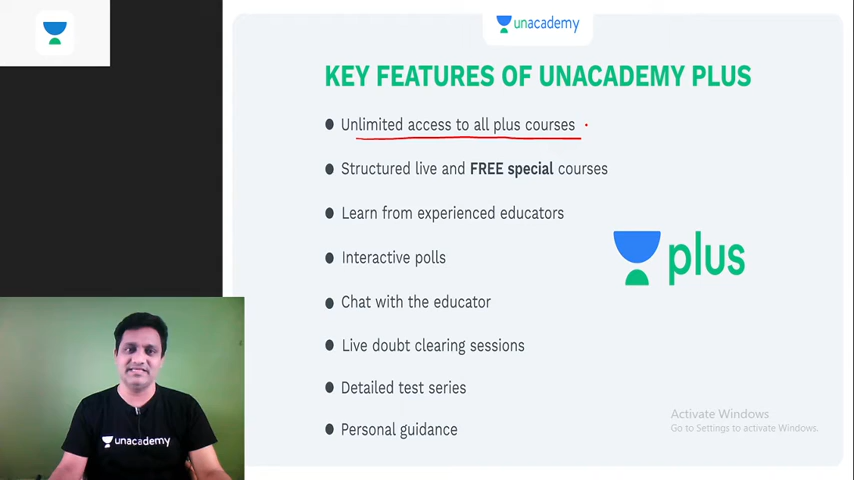 unacademy
KEY FEATURES OF UNACADEMY PLUS
Unlimited access to all plus courses
Structured live and FREE special courses
Learn from experienced educators
Interactive polls
plus
Chat with the educator
Live doubt clearing sessions
Detailed test series
Personal guidance
Activate Windows
Go to Settings to activate Windows.
unacademy